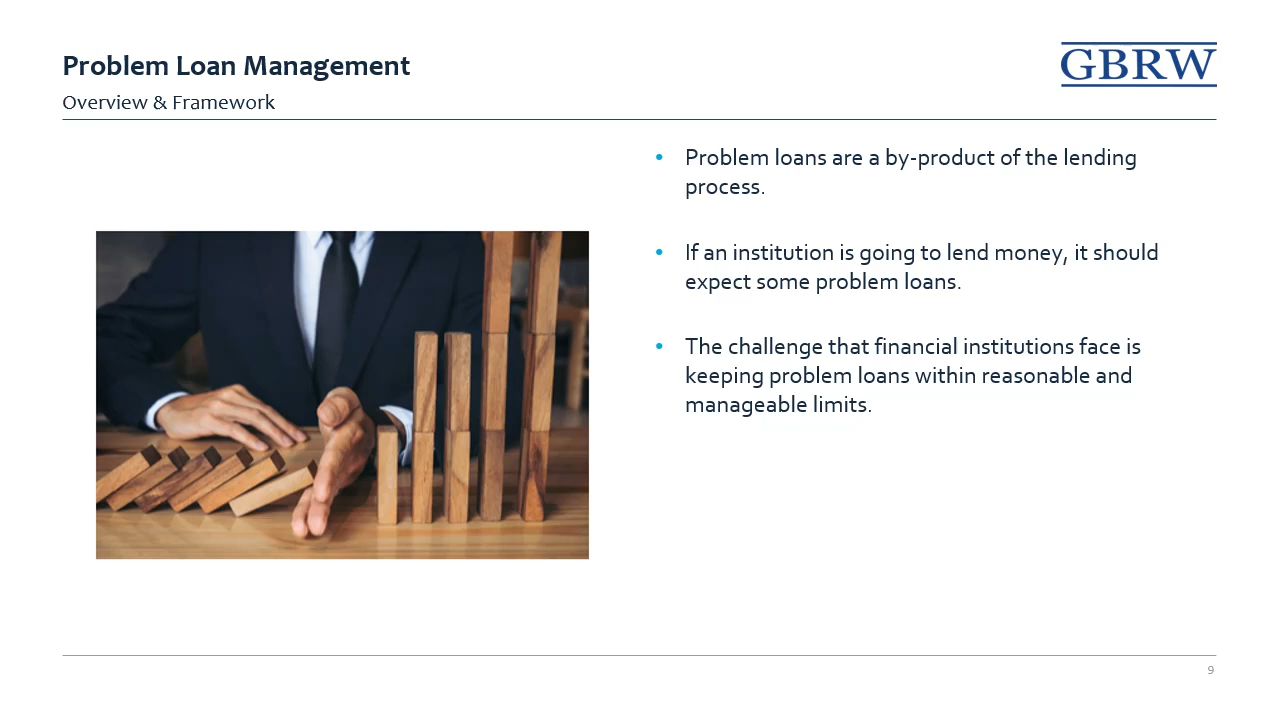 Problem Loan Management
GBRW
Overview & Framework
• Problem loans are a by-product of the lending
process.
• If an institution is going to lend money, it should
expect some problem loans.
• The challenge that financial institutions face is
keeping problem loans within reasonable and
manageable limits.
9